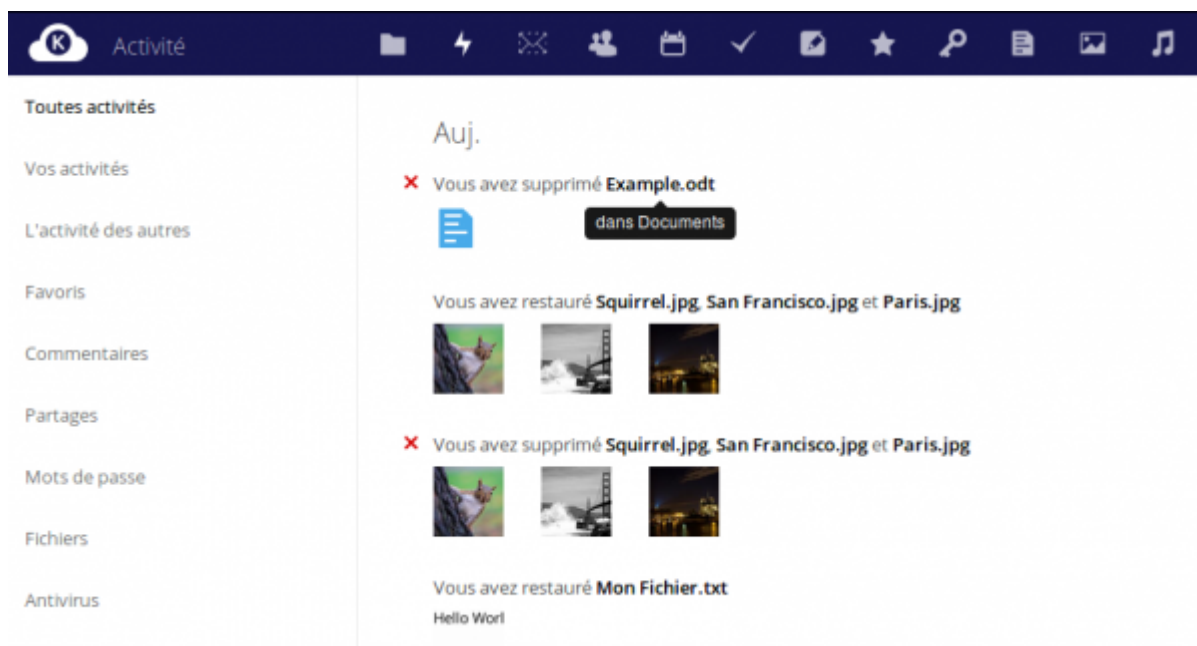 K
Activité
Toutes activités
Vos activités
L'activité des autres
Favoris
Commentaires
Partages
Mots de passe
Fichiers
Antivirus
Auj.
Vous avez supprimé Example.odt
dans Documents
Vous avez restauré Squirrel.jpg, San Francisco.jpg et Paris.jpg
Vous avez supprimé Squirrel.jpg, San Francisco.jpg et Paris.jpg
Vous avez restauré Mon Fichier.txt
Hello Worl